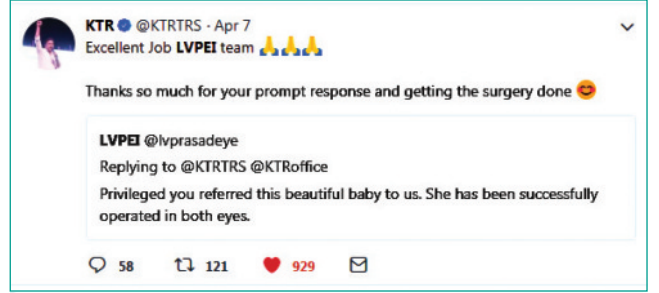 KTR @KTRTRS · Apr 7
Excellent Job LVPEI team 🙏🙏🙏
Thanks so much for your prompt response and getting the surgery done 😊
LVPEI @lvprasadeye
Replying to @KTRTRS @KTRoffice
Privileged you referred this beautiful baby to us. She has been successfully
operated in both eyes.
58 121 929